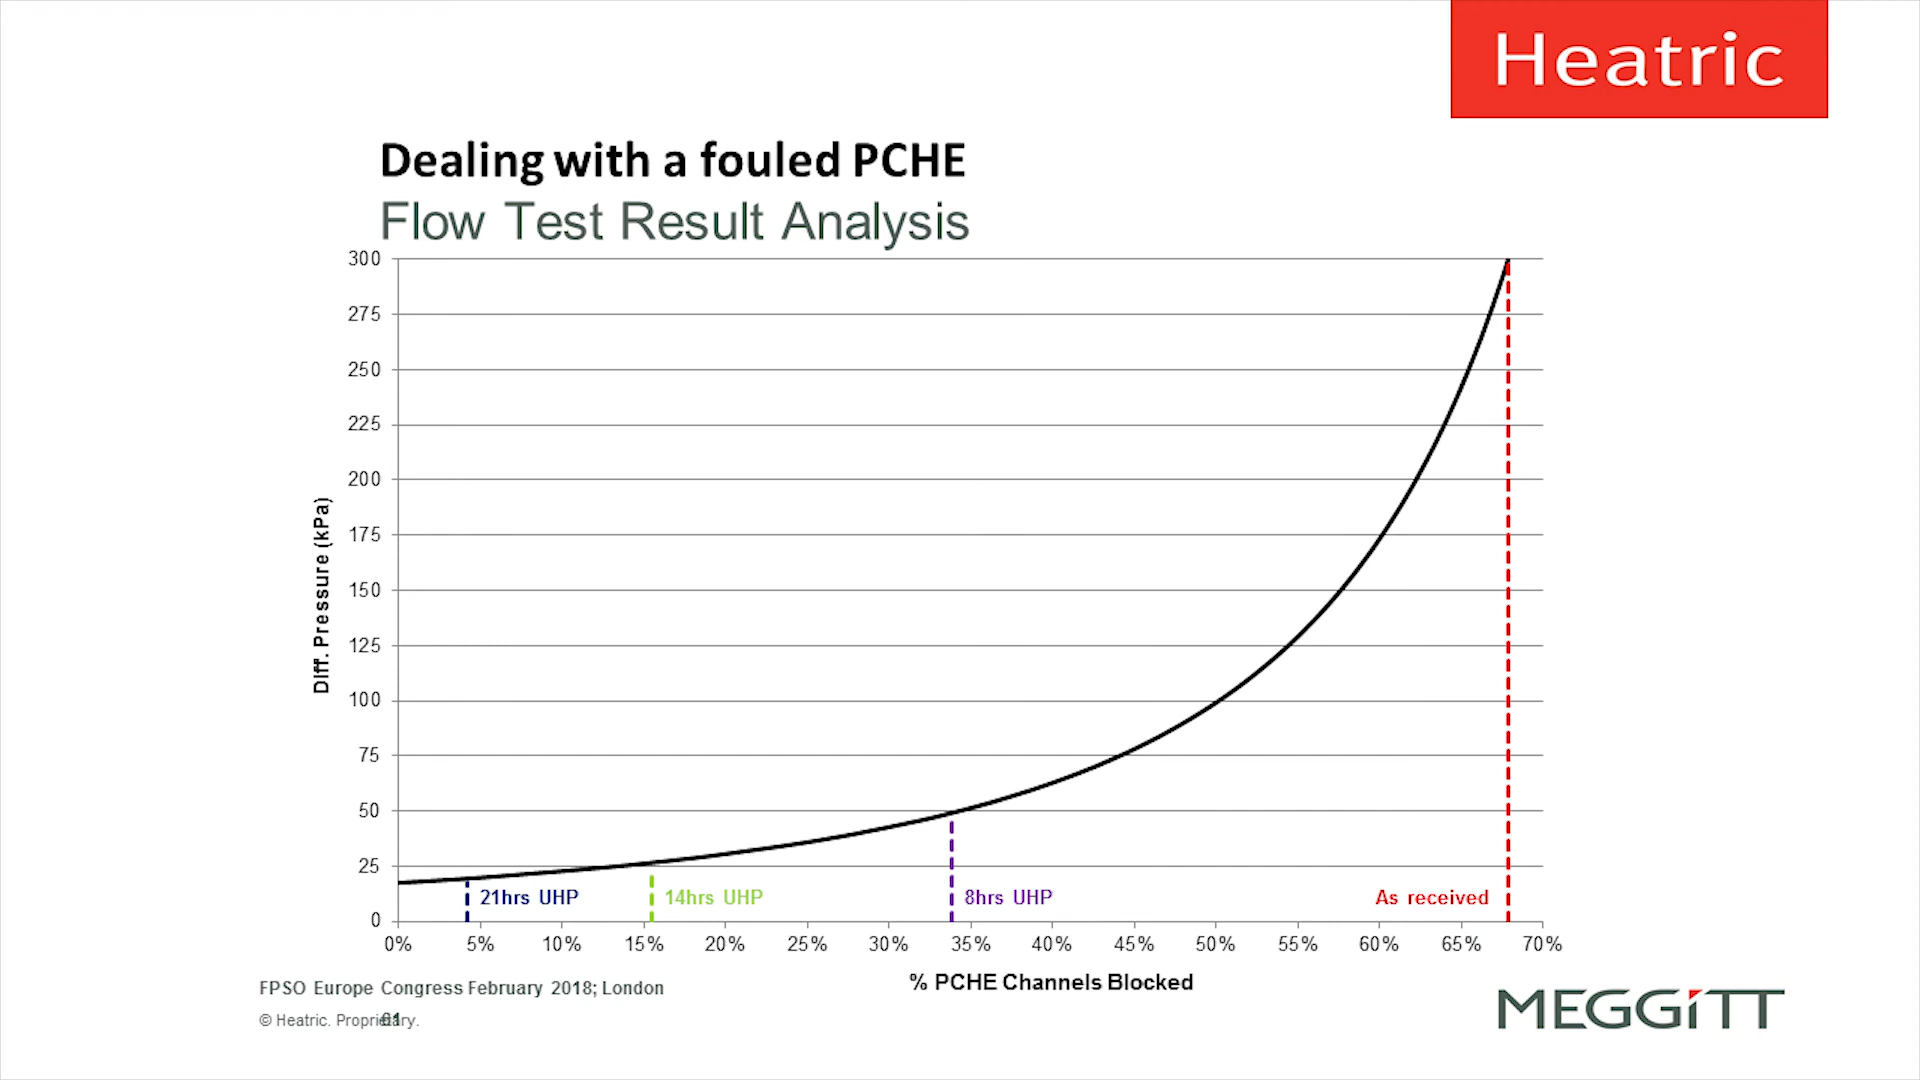 Heatric
Dealing with a fouled PCHE
Flow Test Result Analysis
300
275
250
225
200
175
150
125
100
75
50
25
0
Diff. Pressure (kPa)
21hrs UHP
14hrs UHP
8hrs UHP
As received
0% 5% 10% 15% 20% 25% 30% 35% 40% 45% 50% 55% 60% 65% 70%
% PCHE Channels Blocked
FPSO Europe Congress February 2018; London
© Heatric. Proprietary.
61
MEGGiTT